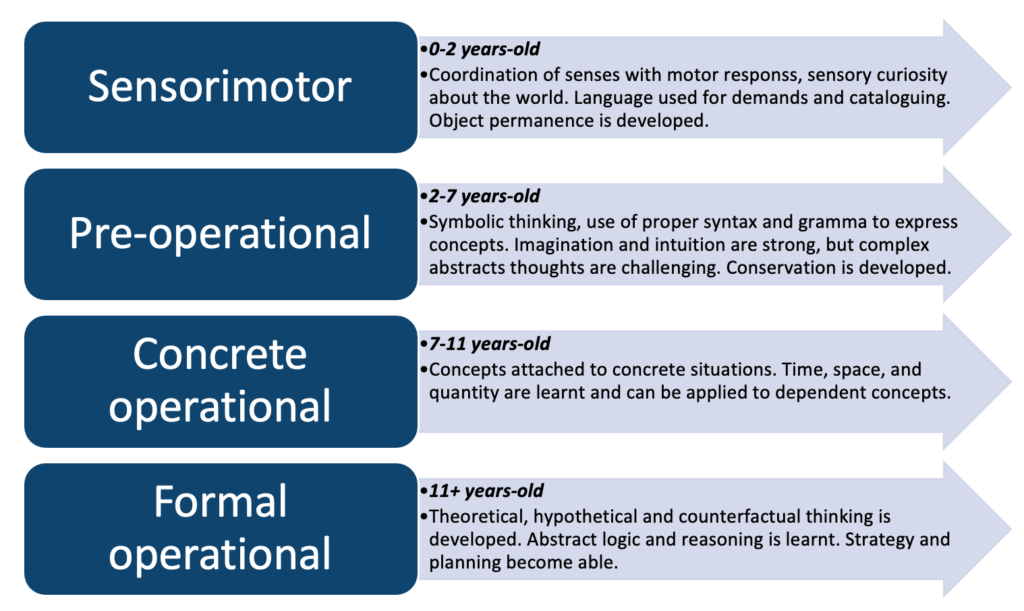 Sensorimotor
•0-2 years-old
•Coordination of senses with motor responss, sensory curiosity
about the world. Language used for demands and cataloguing.
Object permanence is developed.
Pre-operational
•2-7 years-old
•Symbolic thinking, use of proper syntax and gramma to express
concepts. Imagination and intuition are strong, but complex
abstracts thoughts are challenging. Conservation is developed.
Concrete
operational
•7-11 years-old
•Concepts attached to concrete situations. Time, space, and
quantity are learnt and can be applied to dependent concepts.
Formal
operational
•11+ years-old
•Theoretical, hypothetical and counterfactual thinking is
developed. Abstract logic and reasoning is learnt. Strategy and
planning become able.